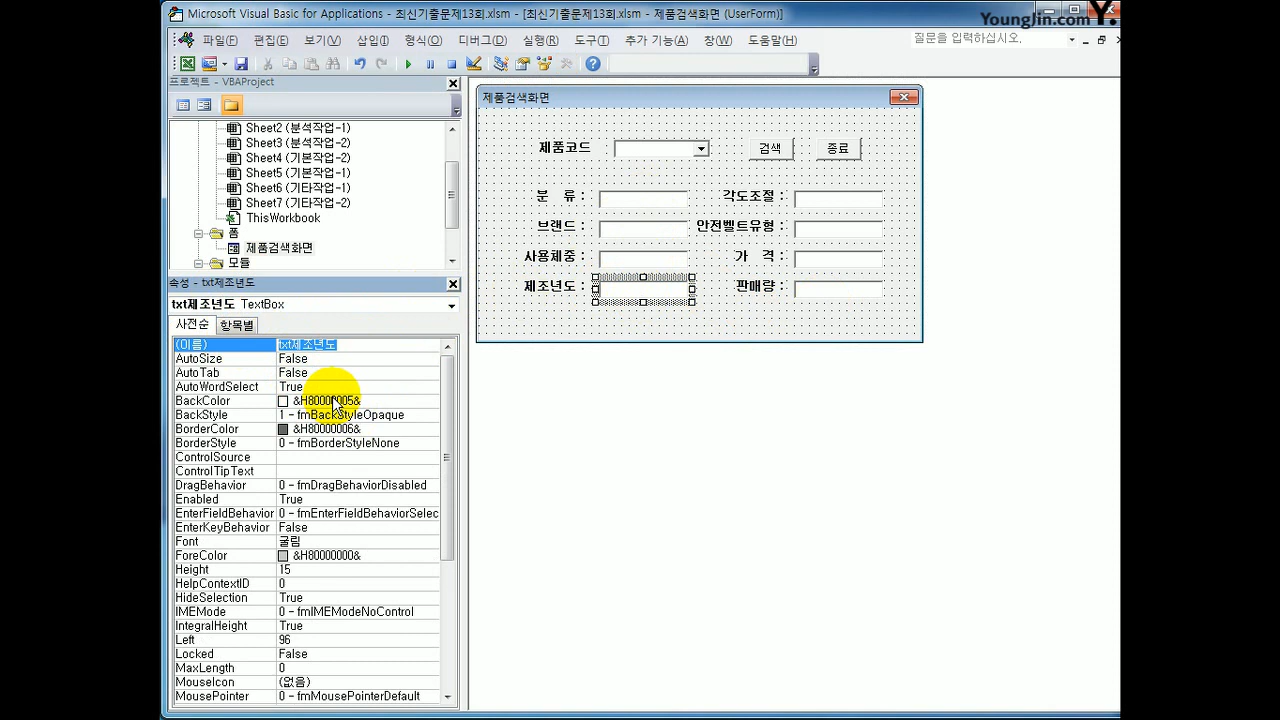 Microsoft Visual Basic for Applications - 최신기출문제13회.xlsm - [최신기출문제13회.xlsm - 제품검색화면 (UserForm)]
YoungJin.com Y.
파일(F) 편집(E) 보기(V) 삽입(I) 형식(O) 디버그(D) 실행(R) 도구(T) 추가 기능(A) 창(W) 도움말(H)
질문을 입력하십시오.
프로젝트 - VBAProject
Sheet2 (분석작업-1)
Sheet3 (분석작업-2)
Sheet4 (기본작업-2)
Sheet5 (기본작업-1)
Sheet6 (기타작업-1)
Sheet7 (기타작업-2)
ThisWorkbook
폼
제품검색화면
모듈
속성 - txt제조년도
txt제조년도 TextBox
사전순 항목별
(이름) txt제조년도
AutoSize False
AutoTab False
AutoWordSelect True
BackColor &H80000005&
BackStyle 1 - fmBackStyleOpaque
BorderColor &H80000006&
BorderStyle 0 - fmBorderStyleNone
ControlSource
ControlTipText
DragBehavior 0 - fmDragBehaviorDisabled
Enabled True
EnterFieldBehavior 0 - fmEnterFieldBehaviorSelec
EnterKeyBehavior False
Font 굴림
ForeColor &H80000000&
Height 15
HelpContextID 0
HideSelection True
IMEMode 0 - fmIMEModeNoControl
IntegralHeight True
Left 96
Locked False
MaxLength 0
MouseIcon (없음)
MousePointer 0 - fmMousePointerDefault
제품검색화면
제품코드 검색 종료
분 류 : 각도조절 :
브랜드 : 안전벨트유형 :
사용체중 : 가 격 :
제조년도 : 판매량 :